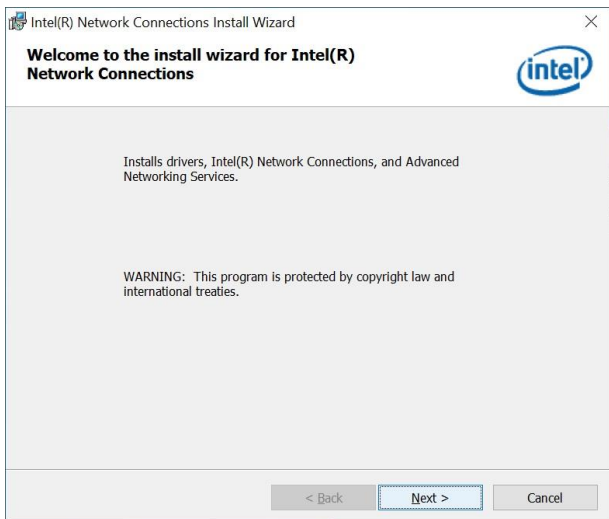 Intel(R) Network Connections Install Wizard
Welcome to the install wizard for Intel(R)
Network Connections
intel
Installs drivers, Intel(R) Network Connections, and Advanced
Networking Services.
WARNING: This program is protected by copyright law and
international treaties.
< Back
Next >
Cancel